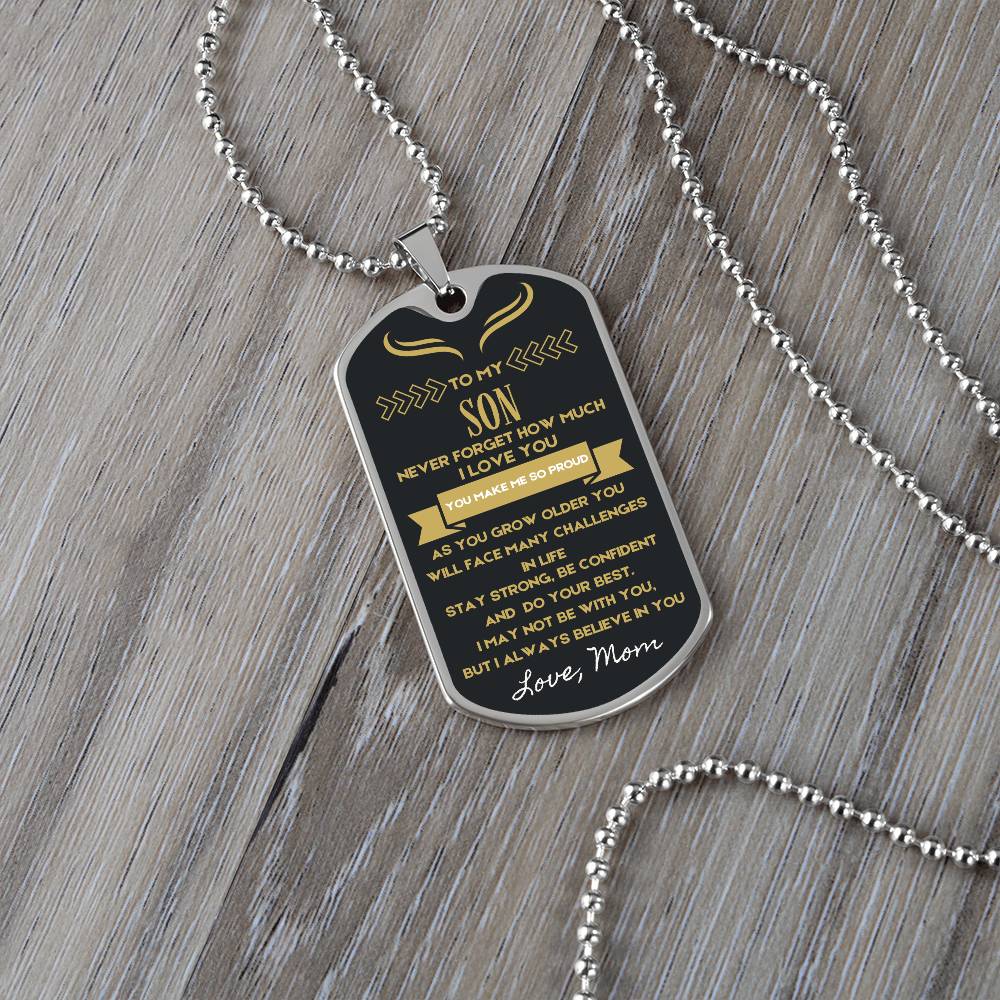 TO MY
SON
NEVER FORGET HOW MUCH
I LOVE YOU
YOU MAKE ME SO PROUD
AS YOU GROW OLDER YOU
WILL FACE MANY CHALLENGES
IN LIFE
STAY STRONG, BE CONFIDENT
AND DO YOUR BEST.
I MAY NOT BE WITH YOU,
BUT I ALWAYS BELIEVE IN YOU
Love, Mom